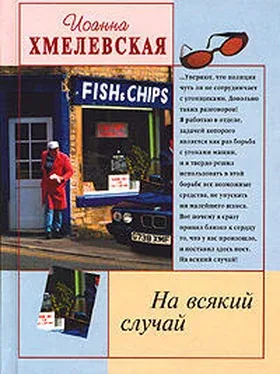 Иоанна
ХМЕЛЕВСКАЯ
FISH & CHIPS
...Уверяют, что полиция
чуть ли не сотрудничает
с угонщиками. Довольно
таких разговоров!
Я работаю в отделе,
задачей которого
является как раз борьба
с угонами машин,
и я твердо решил
использовать в этой
борьбе все возможные
средства, не упускать
ни малейшего шанса.
Вот почему я сразу
принял близко к сердцу
то, что у вас произошло,
и поставил здесь пост.
На всякий случай!
На всякий
случай